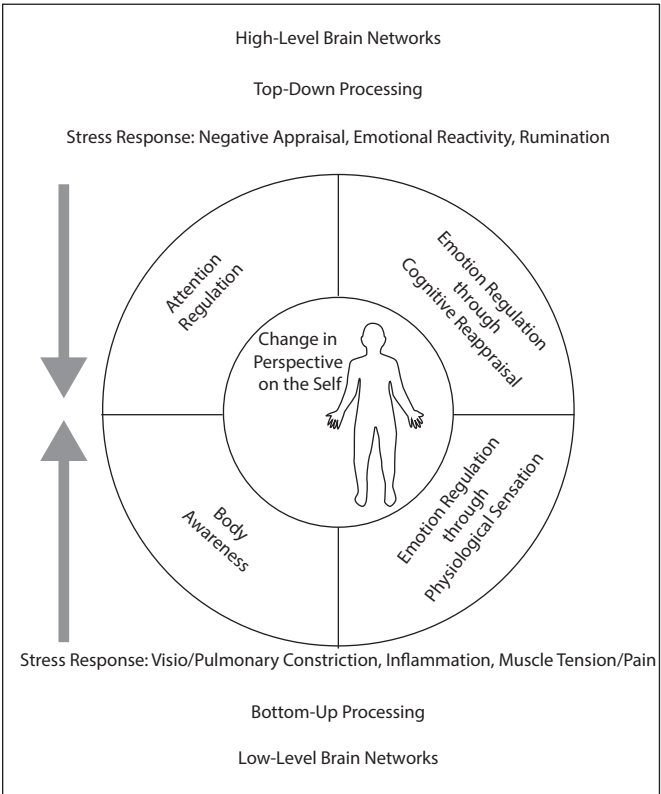 High-Level Brain Networks
Top-Down Processing
Stress Response: Negative Appraisal, Emotional Reactivity, Rumination
Attention
Regulation
Emotion Regulation
through
Cognitive Reappraisal
Change in
Perspective
on the Self
Body
Awareness
Emotion Regulation
through
Physiological Sensation
Stress Response: Visio/Pulmonary Constriction, Inflammation, Muscle Tension/Pain
Bottom-Up Processing
Low-Level Brain Networks